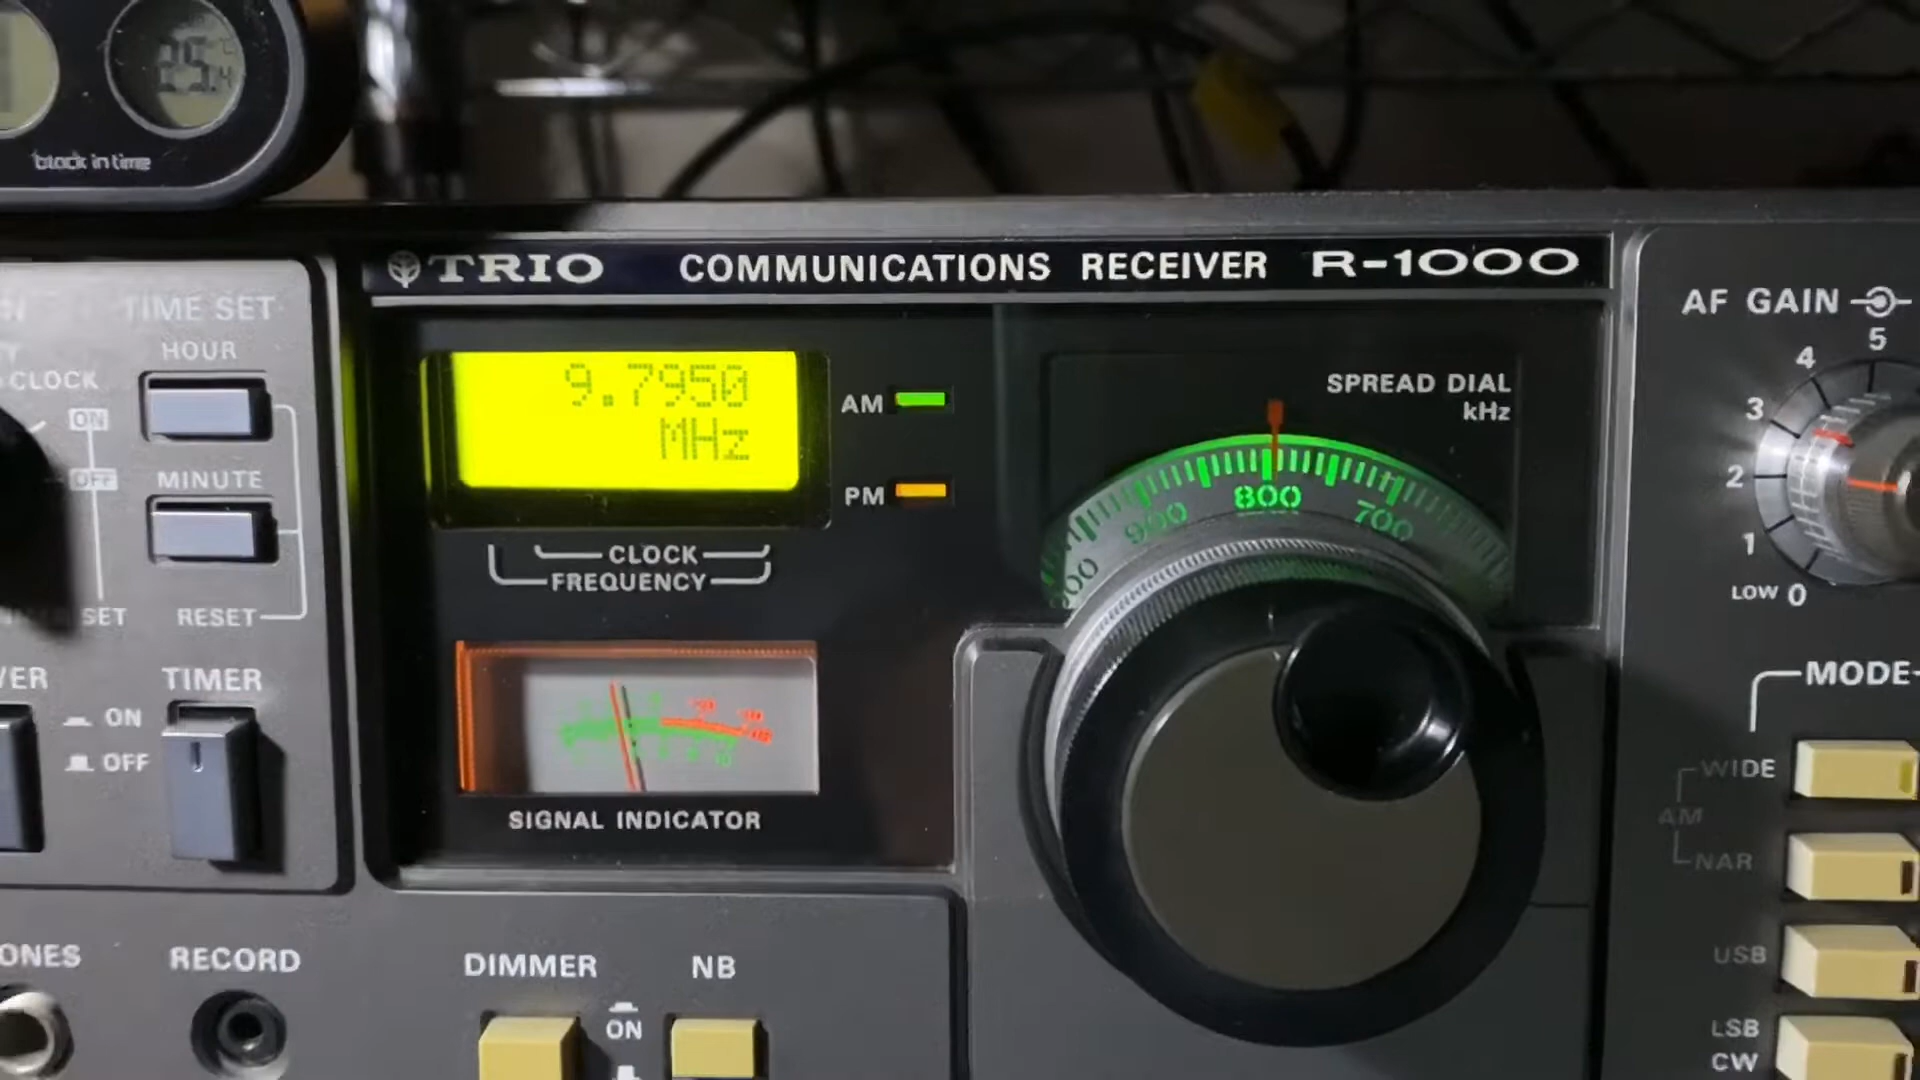 25.4
°C
block in time
TRIO COMMUNICATIONS RECEIVER R-1000
TIME SET
HOUR
CLOCK
ON
OFF
MINUTE
SET
RESET
TIMER
ON
OFF
9.7950
MHz
AM
PM
CLOCK
FREQUENCY
SPREAD DIAL
kHz
900
800
700
SIGNAL INDICATOR
AF GAIN
5
4
3
2
1
LOW 0
MODE
WIDE
AM
NAR
USB
LSB
CW
RECORD
DIMMER
NB
ON